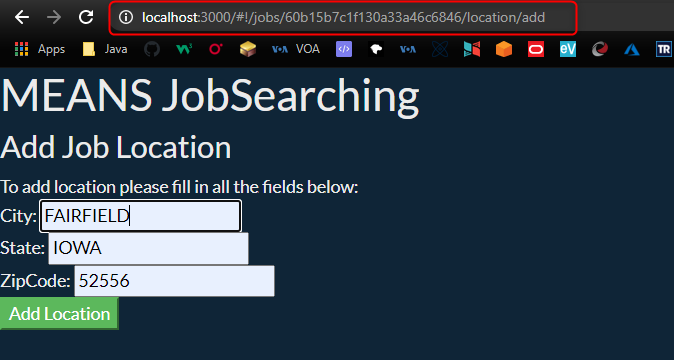 localhost:3000/#!/jobs/60b15b7c1f130a33a46c6846/location/add
Apps Java VOA
MEANS JobSearching
Add Job Location
To add location please fill in all the fields below:
City: FAIRFIELD
State: IOWA
ZipCode: 52556
Add Location